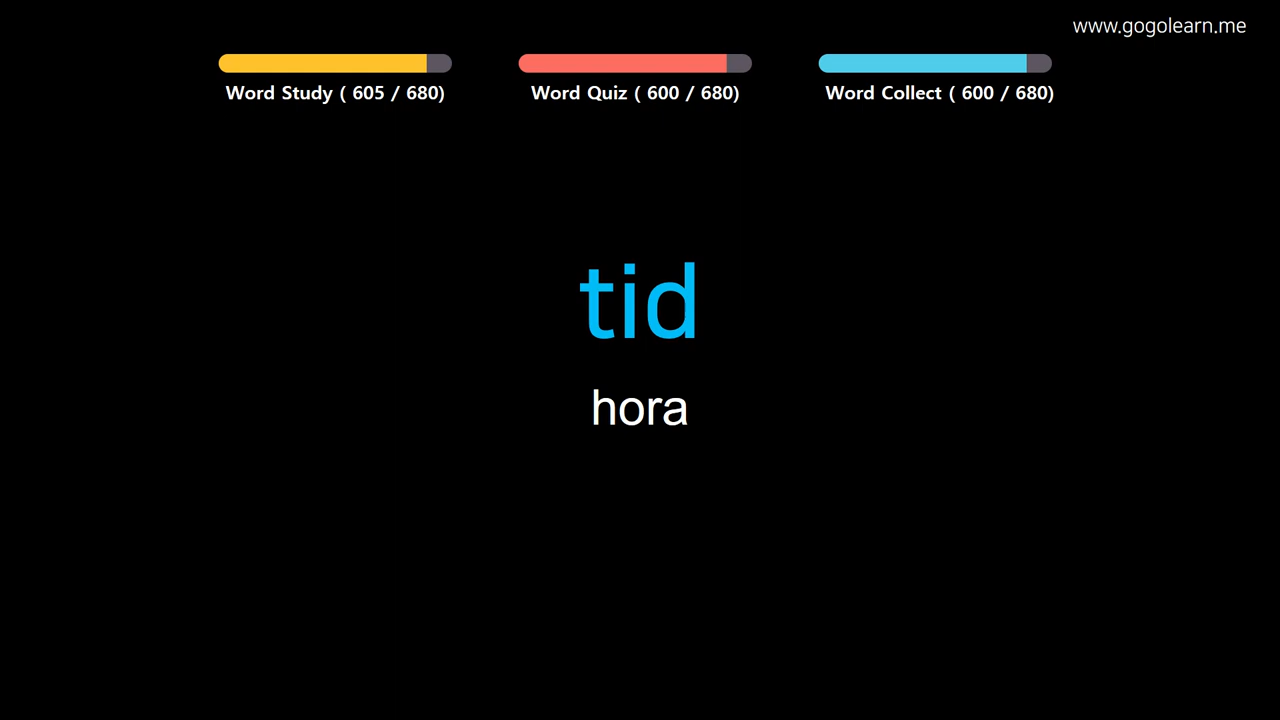 www.gogolearn.me
Word Study ( 605 / 680)
Word Quiz ( 600 / 680)
Word Collect ( 600 / 680)
tid
hora